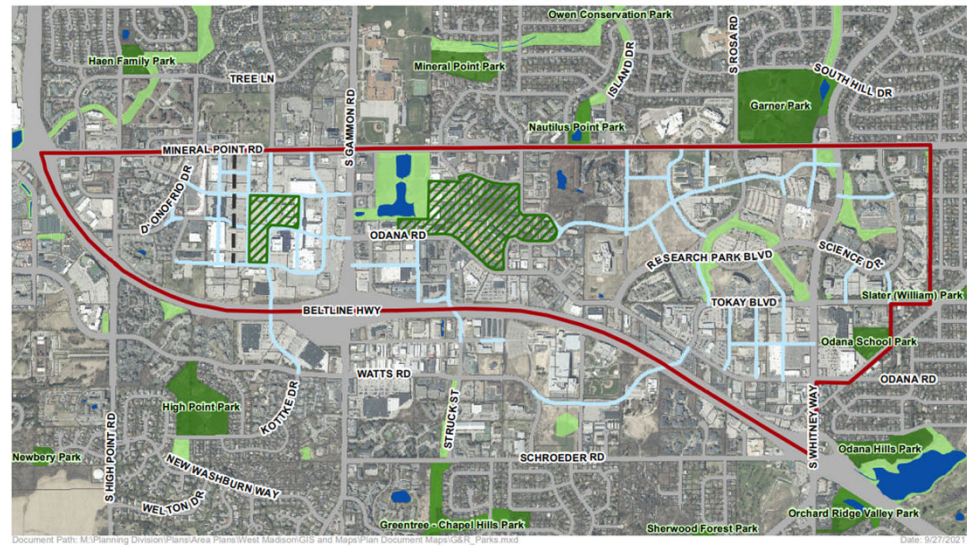 Owen Conservation Park
Haen Family Park
Mineral Point Park
TREE LN
S GAMMON RD
ISLAND DR
S ROSA RD
SOUTH HILL DR
Garner Park
Nautilus Point Park
MINERAL POINT RD
D' ONOFRIO DR
ODANA RD
RESEARCH PARK BLVD
SCIENCE DR
Slater (William) Park
TOKAY BLVD
BELTLINE HWY
Odana School Park
WATTS RD
ODANA RD
High Point Park
KOTTKE DR
STRUCK ST
S HIGH POINT RD
S WHITNEY WAY
Odana Hills Park
Newbery Park
SCHROEDER RD
NEW WASHBURN WAY
WELTON DR
Orchard Ridge Valley Park
Greentree - Chapel Hills Park
Sherwood Forest Park
Document Path: M:\Planning Division\Plans\Area Plans\West Madison\GIS and Maps\Plan Document Maps\G&R_Parks.mxd
Date: 9/27/2021